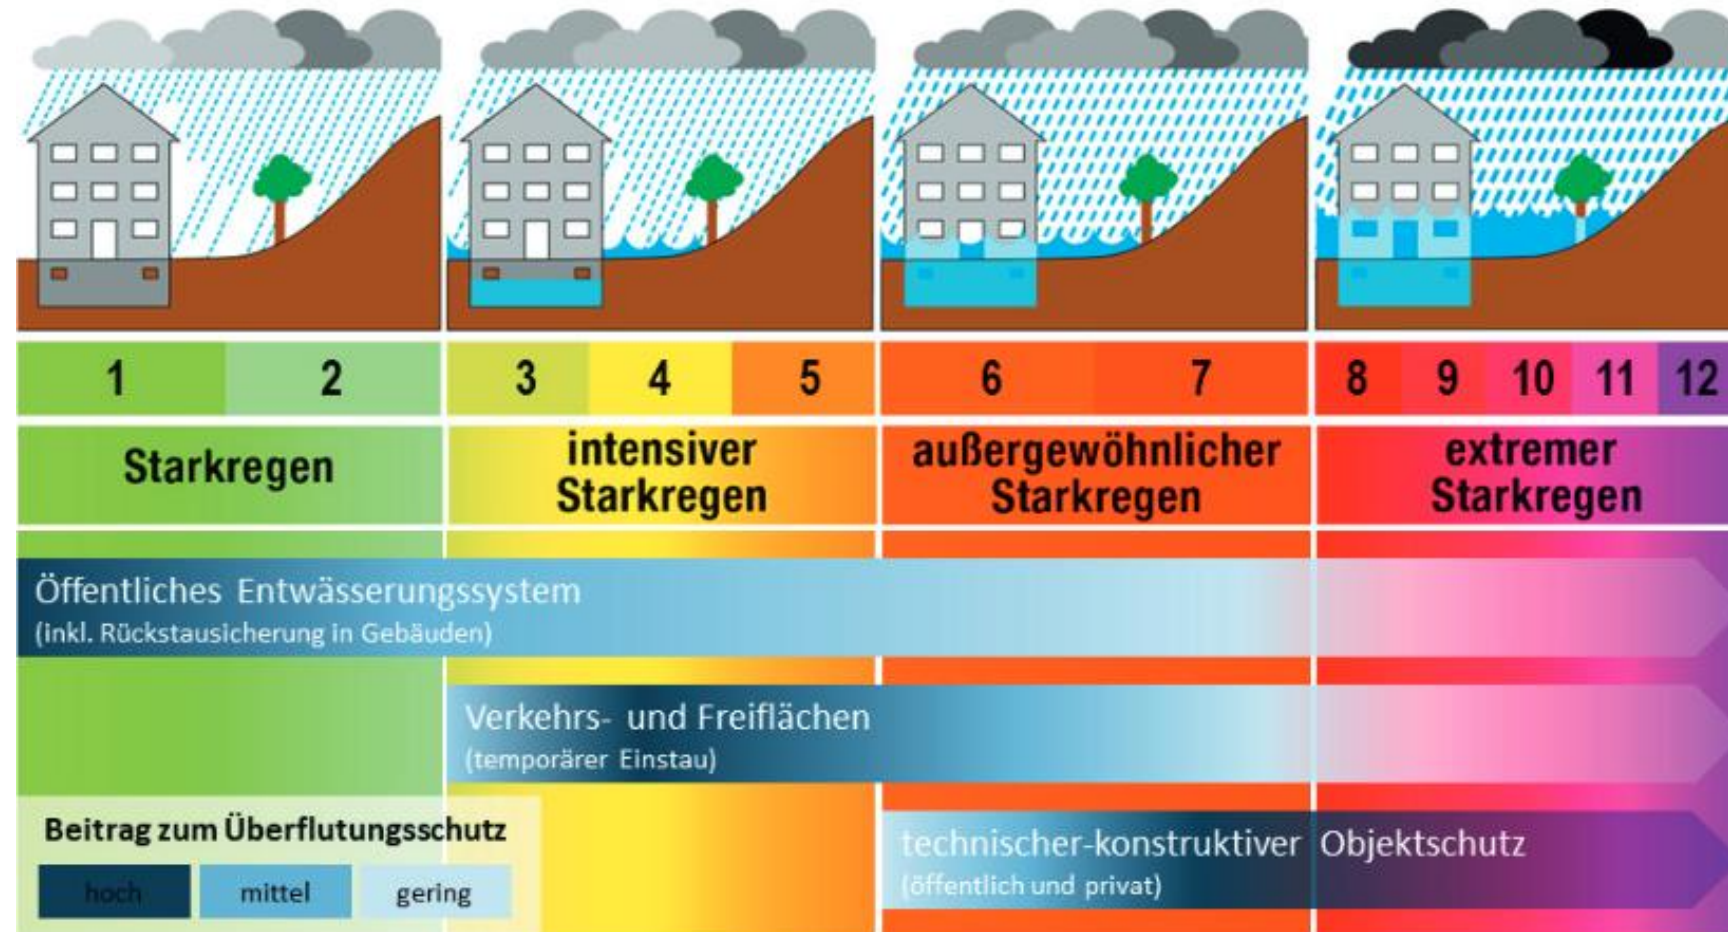 1 2 3 4 5 6 7 8 9 10 11 12
Starkregen
intensiver
Starkregen
außergewöhnlicher
Starkregen
extremer
Starkregen
Öffentliches Entwässerungssystem
(inkl. Rückstausicherung in Gebäuden)
Verkehrs- und Freiflächen
(temporärer Einstau)
technischer-konstruktiver Objektschutz
(öffentlich und privat)
Beitrag zum Überflutungsschutz
hoch mittel gering